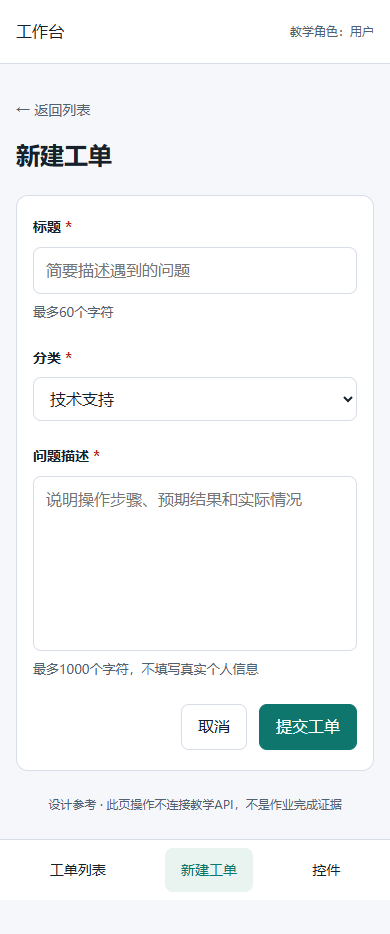 工作台
教学角色：用户
← 返回列表
新建工单
标题 *
简要描述遇到的问题
最多60个字符
分类 *
技术支持
问题描述 *
说明操作步骤、预期结果和实际情况
最多1000个字符，不填写真实个人信息
取消
提交工单
设计参考 · 此页操作不连接教学API，不是作业完成证据
工单列表
新建工单
控件